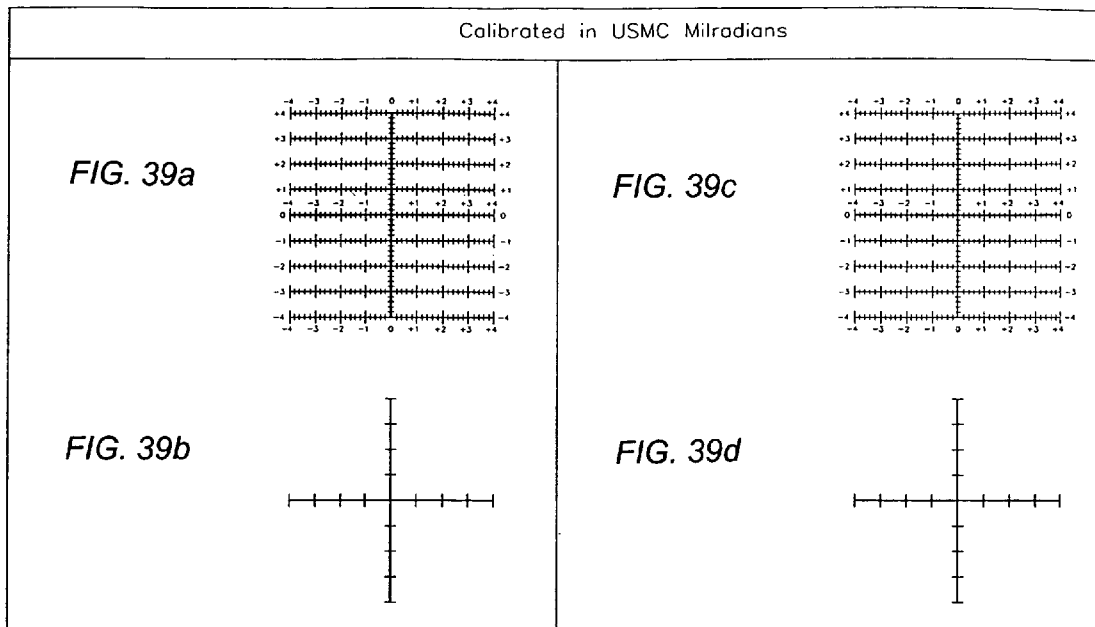 Calibrated in USMC Milradians
FIG. 39a
-4 -3 -2 -1 0 +1 +2 +3 +4
+4 +4
+3 +3
+2 +2
+1 +1
-4 -3 -2 -1 0 +1 +2 +3 +4
0 0
-1 -1
-2 -2
-3 -3
-4 -4
-4 -3 -2 -1 0 +1 +2 +3 +4
FIG. 39c
-4 -3 -2 -1 0 +1 +2 +3 +4
+4 +4
+3 +3
+2 +2
+1 +1
-4 -3 -2 -1 0 +1 +2 +3 +4
0 0
-1 -1
-2 -2
-3 -3
-4 -4
-4 -3 -2 -1 0 +1 +2 +3 +4
FIG. 39b
FIG. 39d